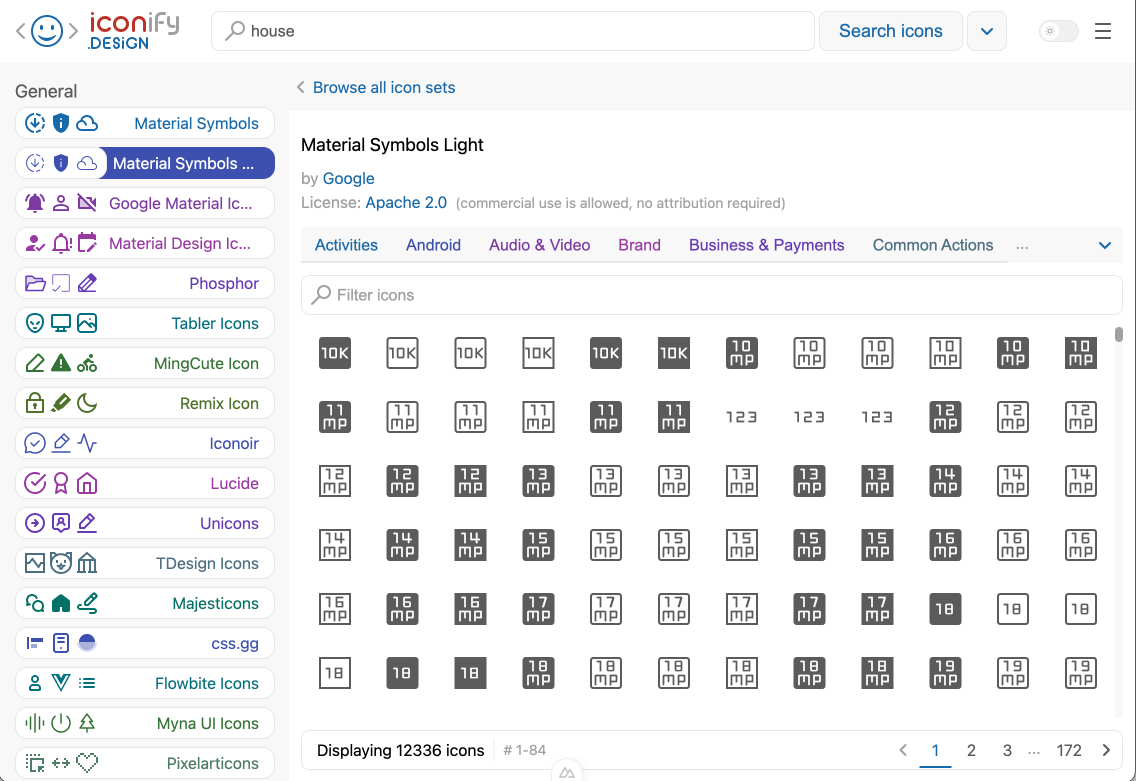 iconify
.DESiGN
house
Search icons
General
Material Symbols
Material Symbols ...
Google Material Ic...
Material Design Ic...
Phosphor
Tabler Icons
MingCute Icon
Remix Icon
Iconoir
Lucide
Unicons
TDesign Icons
Majesticons
css.gg
Flowbite Icons
Myna UI Icons
Pixelarticons
Browse all icon sets
Material Symbols Light
by Google
License: Apache 2.0 (commercial use is allowed, no attribution required)
Activities Android Audio & Video Brand Business & Payments Common Actions ...
Filter icons
10K 10K 10K 10K 10K 10K 10 MP 10 MP 10 MP 10 MP 10 MP 10 MP
11 MP 11 MP 11 MP 11 MP 11 MP 11 MP 123 123 123 12 MP 12 MP 12 MP
12 MP 12 MP 12 MP 13 MP 13 MP 13 MP 13 MP 13 MP 13 MP 14 MP 14 MP 14 MP
14 MP 14 MP 14 MP 15 MP 15 MP 15 MP 15 MP 15 MP 15 MP 16 MP 16 MP 16 MP
16 MP 16 MP 16 MP 17 MP 17 MP 17 MP 17 MP 17 MP 17 MP 18 18 18
18 18 18 18 MP 18 MP 18 MP 18 MP 18 MP 18 MP 19 MP 19 MP 19 MP
Displaying 12336 icons # 1-84 1 2 3 ... 172